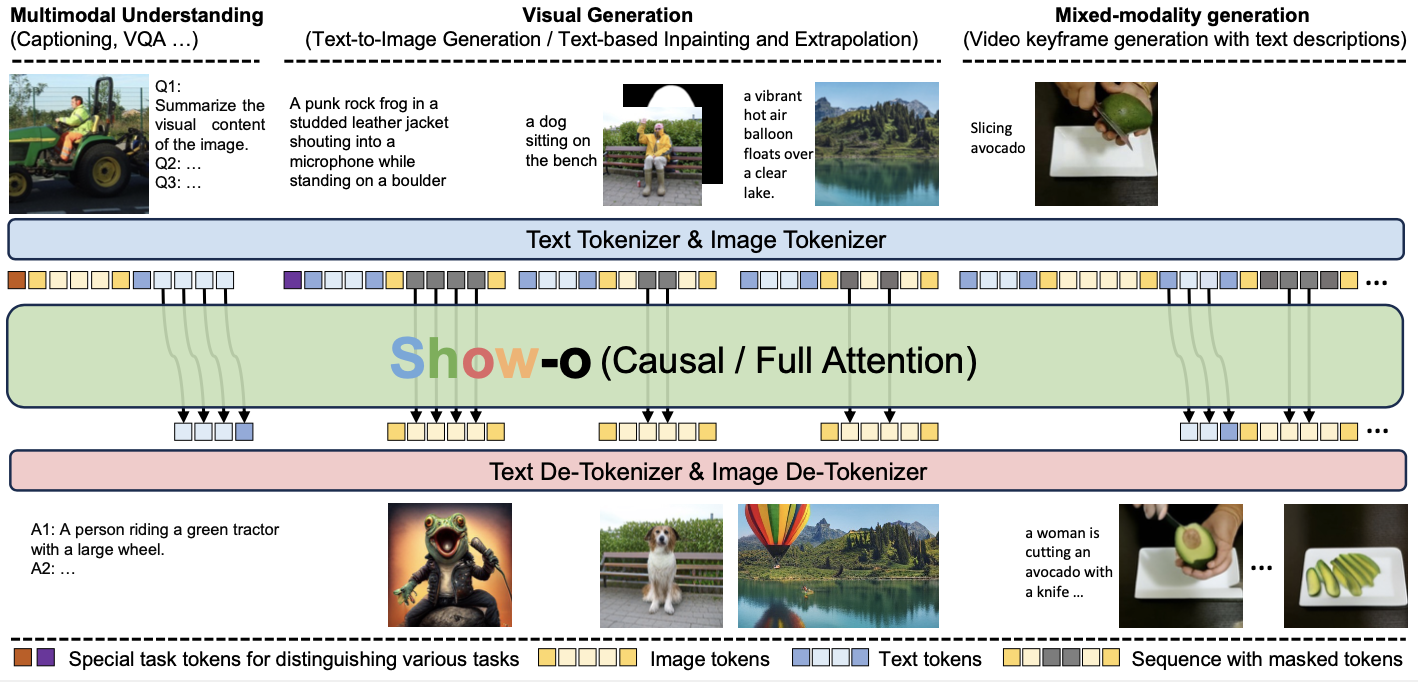 Multimodal Understanding
(Captioning, VQA …)
Visual Generation
(Text-to-Image Generation / Text-based Inpainting and Extrapolation)
Mixed-modality generation
(Video keyframe generation with text descriptions)
Q1:
Summarize the
visual content
of the image.
Q2: …
Q3: …
A punk rock frog in a
studded leather jacket
shouting into a
microphone while
standing on a boulder
a dog
sitting on
the bench
a vibrant
hot air
balloon
floats over
a clear
lake.
Slicing
avocado
Text Tokenizer & Image Tokenizer
...
Show-o (Causal / Full Attention)
...
Text De-Tokenizer & Image De-Tokenizer
A1: A person riding a green tractor
with a large wheel.
A2: …
a woman is
cutting an
avocado with
a knife …
...
Special task tokens for distinguishing various tasks
Image tokens
Text tokens
Sequence with masked tokens